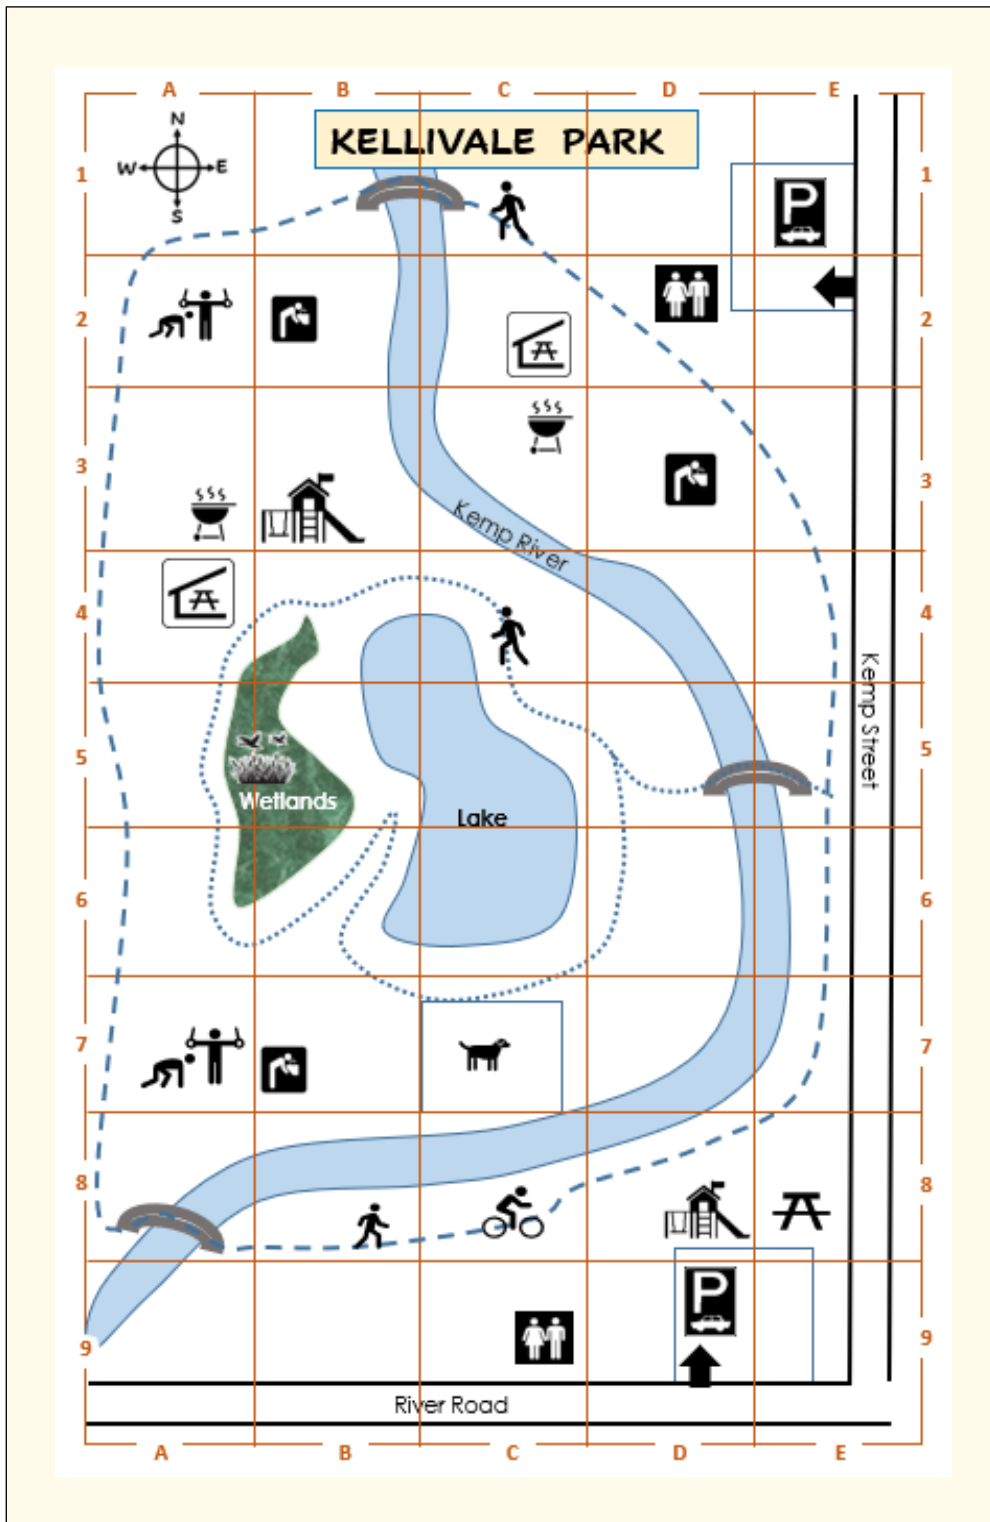 A B C D E
KELLIVALE PARK
N
W E
S
1 1
P
2 2
3 3
Kemp River
4 4
Kemp Street
5 5
Wetlands
Lake
6 6
7 7
8 8
P
9 9
River Road
A B C D E